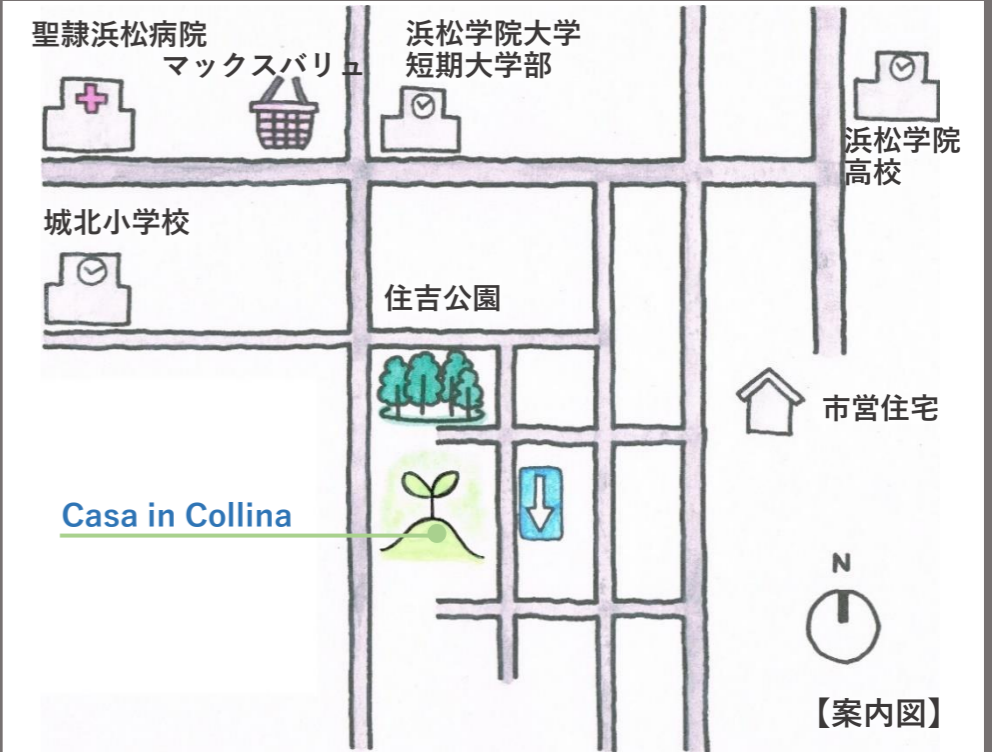 聖隷浜松病院
マックスバリュ
浜松学院大学
短期大学部
浜松学院
高校
城北小学校
住吉公園
市営住宅
Casa in Collina
N
【案内図】